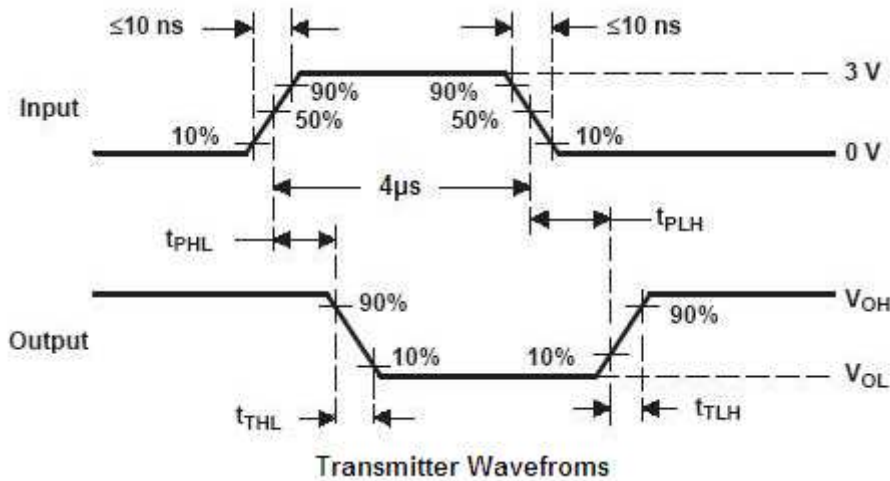 ≤10 ns ≤10 ns
3 V
90% 90%
Input 50% 50%
10% 10%
0 V
4µs
tPHL tPLH
VOH
90% 90%
Output
10% 10%
VOL
tTHL tTLH
Transmitter Wavefroms